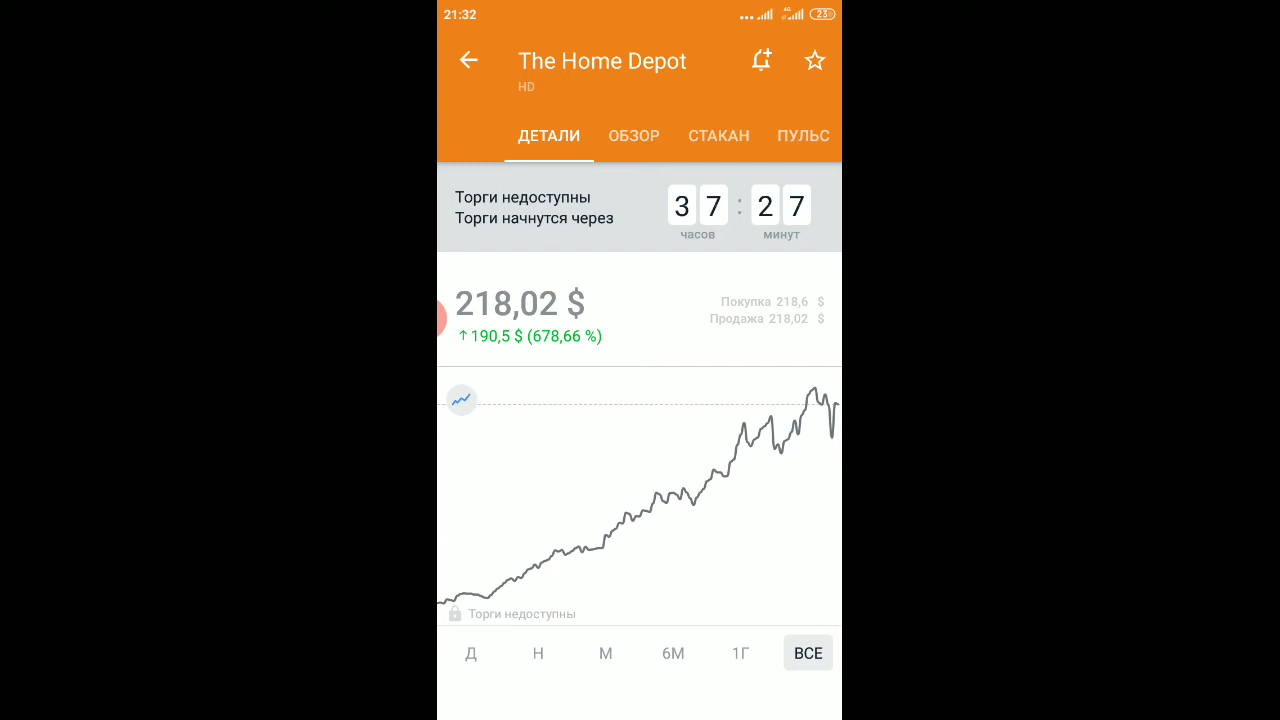 21:32
4G
23
The Home Depot
HD
ДЕТАЛИ ОБЗОР СТАКАН ПУЛЬС
Торги недоступны
Торги начнутся через
3 7 : 2 7
часов минут
218,02 $
↑ 190,5 $ (678,66 %)
Покупка 218,6 $
Продажа 218,02 $
Торги недоступны
Д Н М 6М 1Г ВСЕ